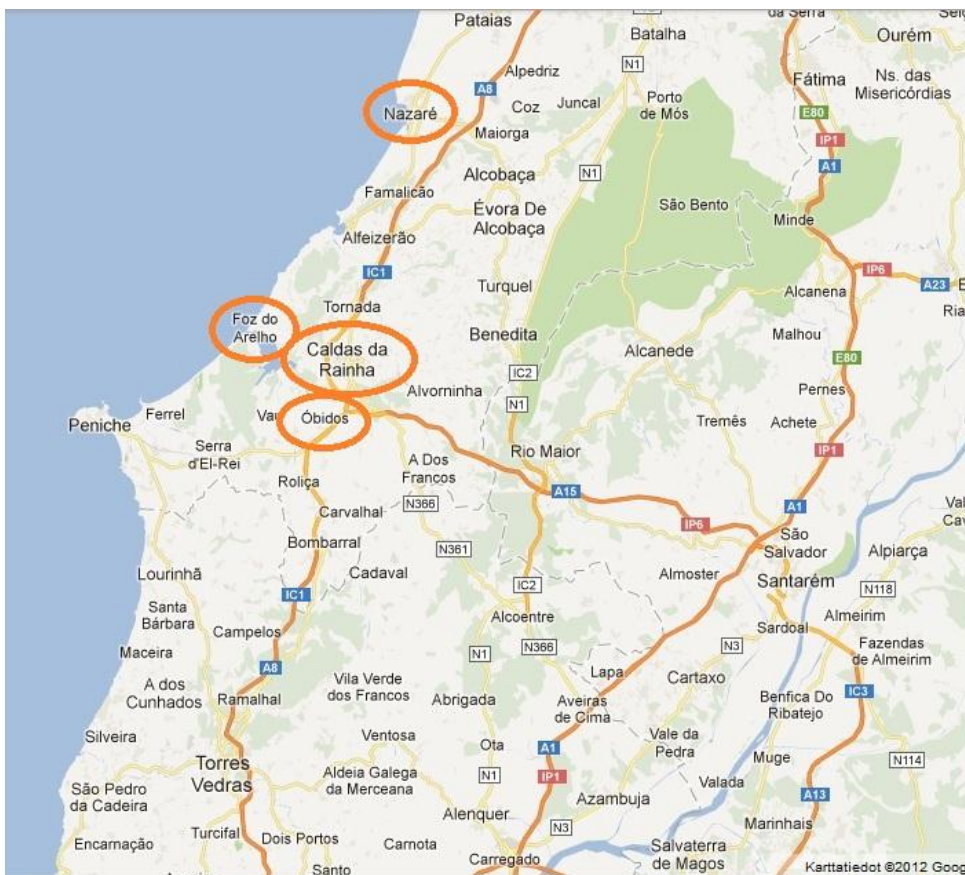 Pataias
da Serra
Ourém
Batalha
N1
Alpedriz
Fátima
Ns. das
Misericórdias
A8
Nazaré
Coz
Juncal
Porto
de Mós
E80
Maiorga
IP1
A1
Alcobaça
N1
Famalicão
São Bento
Évora De
Alcobaça
Minde
Alfeizerão
IC1
IP6
A23
Turquel
Alcanena
Tornada
Foz do
Arelho
Benedita
Malhou
Caldas da
Rainha
Alcanede
E80
IC2
Alvorninha
Pernes
N1
Peniche
Ferrel
Óbidos
Tremês
Achete
Serra
d'El-Rei
Rio Maior
IP1
A Dos
Francos
Roliça
A15
A1
N366
Carvalhal
IP6
São
Salvador
Bombarral
N361
Alpiarça
Lourinhã
Cadaval
Almoster
Santarém
IC2
N118
IC1
Santa
Bárbara
Alcoentre
Almeirim
Campelos
Sardoal
Maceira
N1
N366
N3
Fazendas
de Almeirim
A8
Lapa
Cartaxo
A dos
Cunhados
Vila Verde
dos Francos
IC3
Ramalhal
Abrigada
Aveiras
de Cima
Benfica Do
Ribatejo
Silveira
Ventosa
Ota
A1
Vale da
Pedra
Muge
N114
Torres
Vedras
Aldeia Galega
da Merceana
N1
IP1
Valada
São Pedro
da Cadeira
Azambuja
A13
Alenquer
N3
Marinhais
Encarnação
Turcifal
Dois Portos
Carnota
Salvaterra
de Magos
Carregado
Santo
Karttatiedot ©2012 Goog